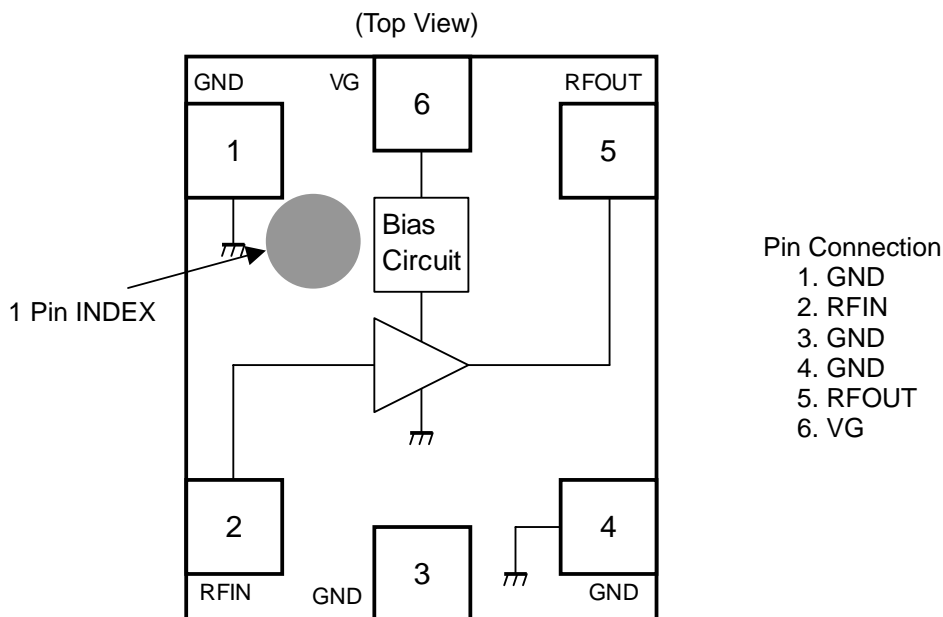 (Top View)
GND
VG
RFOUT
1
6
5
Bias
Circuit
1 Pin INDEX
2
3
4
RFIN
GND
GND
Pin Connection
1. GND
2. RFIN
3. GND
4. GND
5. RFOUT
6. VG